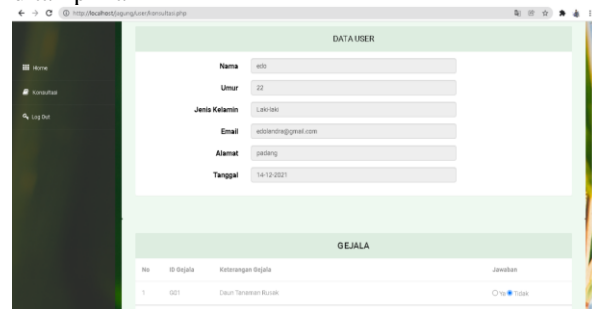 http://localhost/jagung/user/konsultasi.php
DATA USER
Home
Konsultasi
Log Out
Nama edo
Umur 22
Jenis Kelamin Laki-laki
Email edolandra@gmail.com
Alamat padang
Tanggal 14-12-2021
GEJALA
No ID Gejala Keterangan Gejala Jawaban
1 G01 Daun Tanaman Rusak Ya Tidak